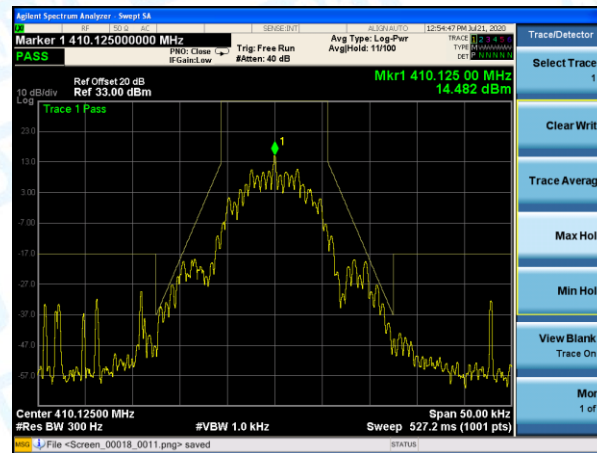 Agilent Spectrum Analyzer - Swept SA
RF 50 Ω AC SENSE:INT ALIGN AUTO 12:54:47 PM Jul 21, 2020
Marker 1 410.125000000 MHz
PASS
PNO: Close
IFGain:Low
Trig: Free Run
#Atten: 40 dB
Avg Type: Log-Pwr
Avg|Hold: 11/100
TRACE 1 2 3 4 5 6
TYPE
DET P N N N N N
Ref Offset 20 dB
Ref 33.00 dBm
10 dB/div
Log
Mkr1 410.125 00 MHz
14.482 dBm
Trace 1 Pass
1
23.0
13.0
3.00
-7.00
-17.0
-27.0
-37.0
-47.0
-57.0
Center 410.12500 MHz
Span 50.00 kHz
#Res BW 300 Hz
#VBW 1.0 kHz
Sweep 527.2 ms (1001 pts)
MSG File <Screen_00018_0011.png> saved
STATUS
Trace/Detector
Select Trace
1
Clear Writ
Trace Averag
Max Hol
Min Hol
View Blank
Trace On
Mor
1 of